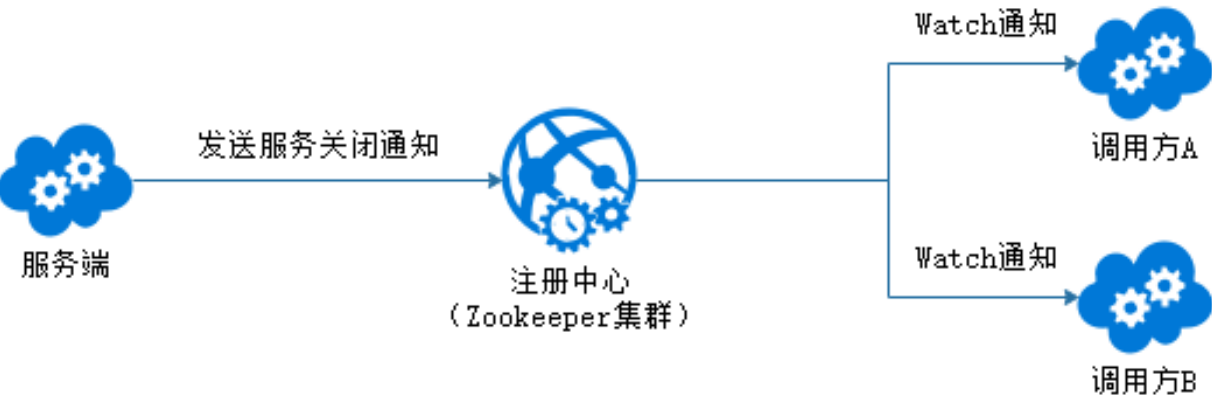 Watch通知
调用方A
发送服务关闭通知
服务端
注册中心
（Zookeeper集群）
Watch通知
调用方B